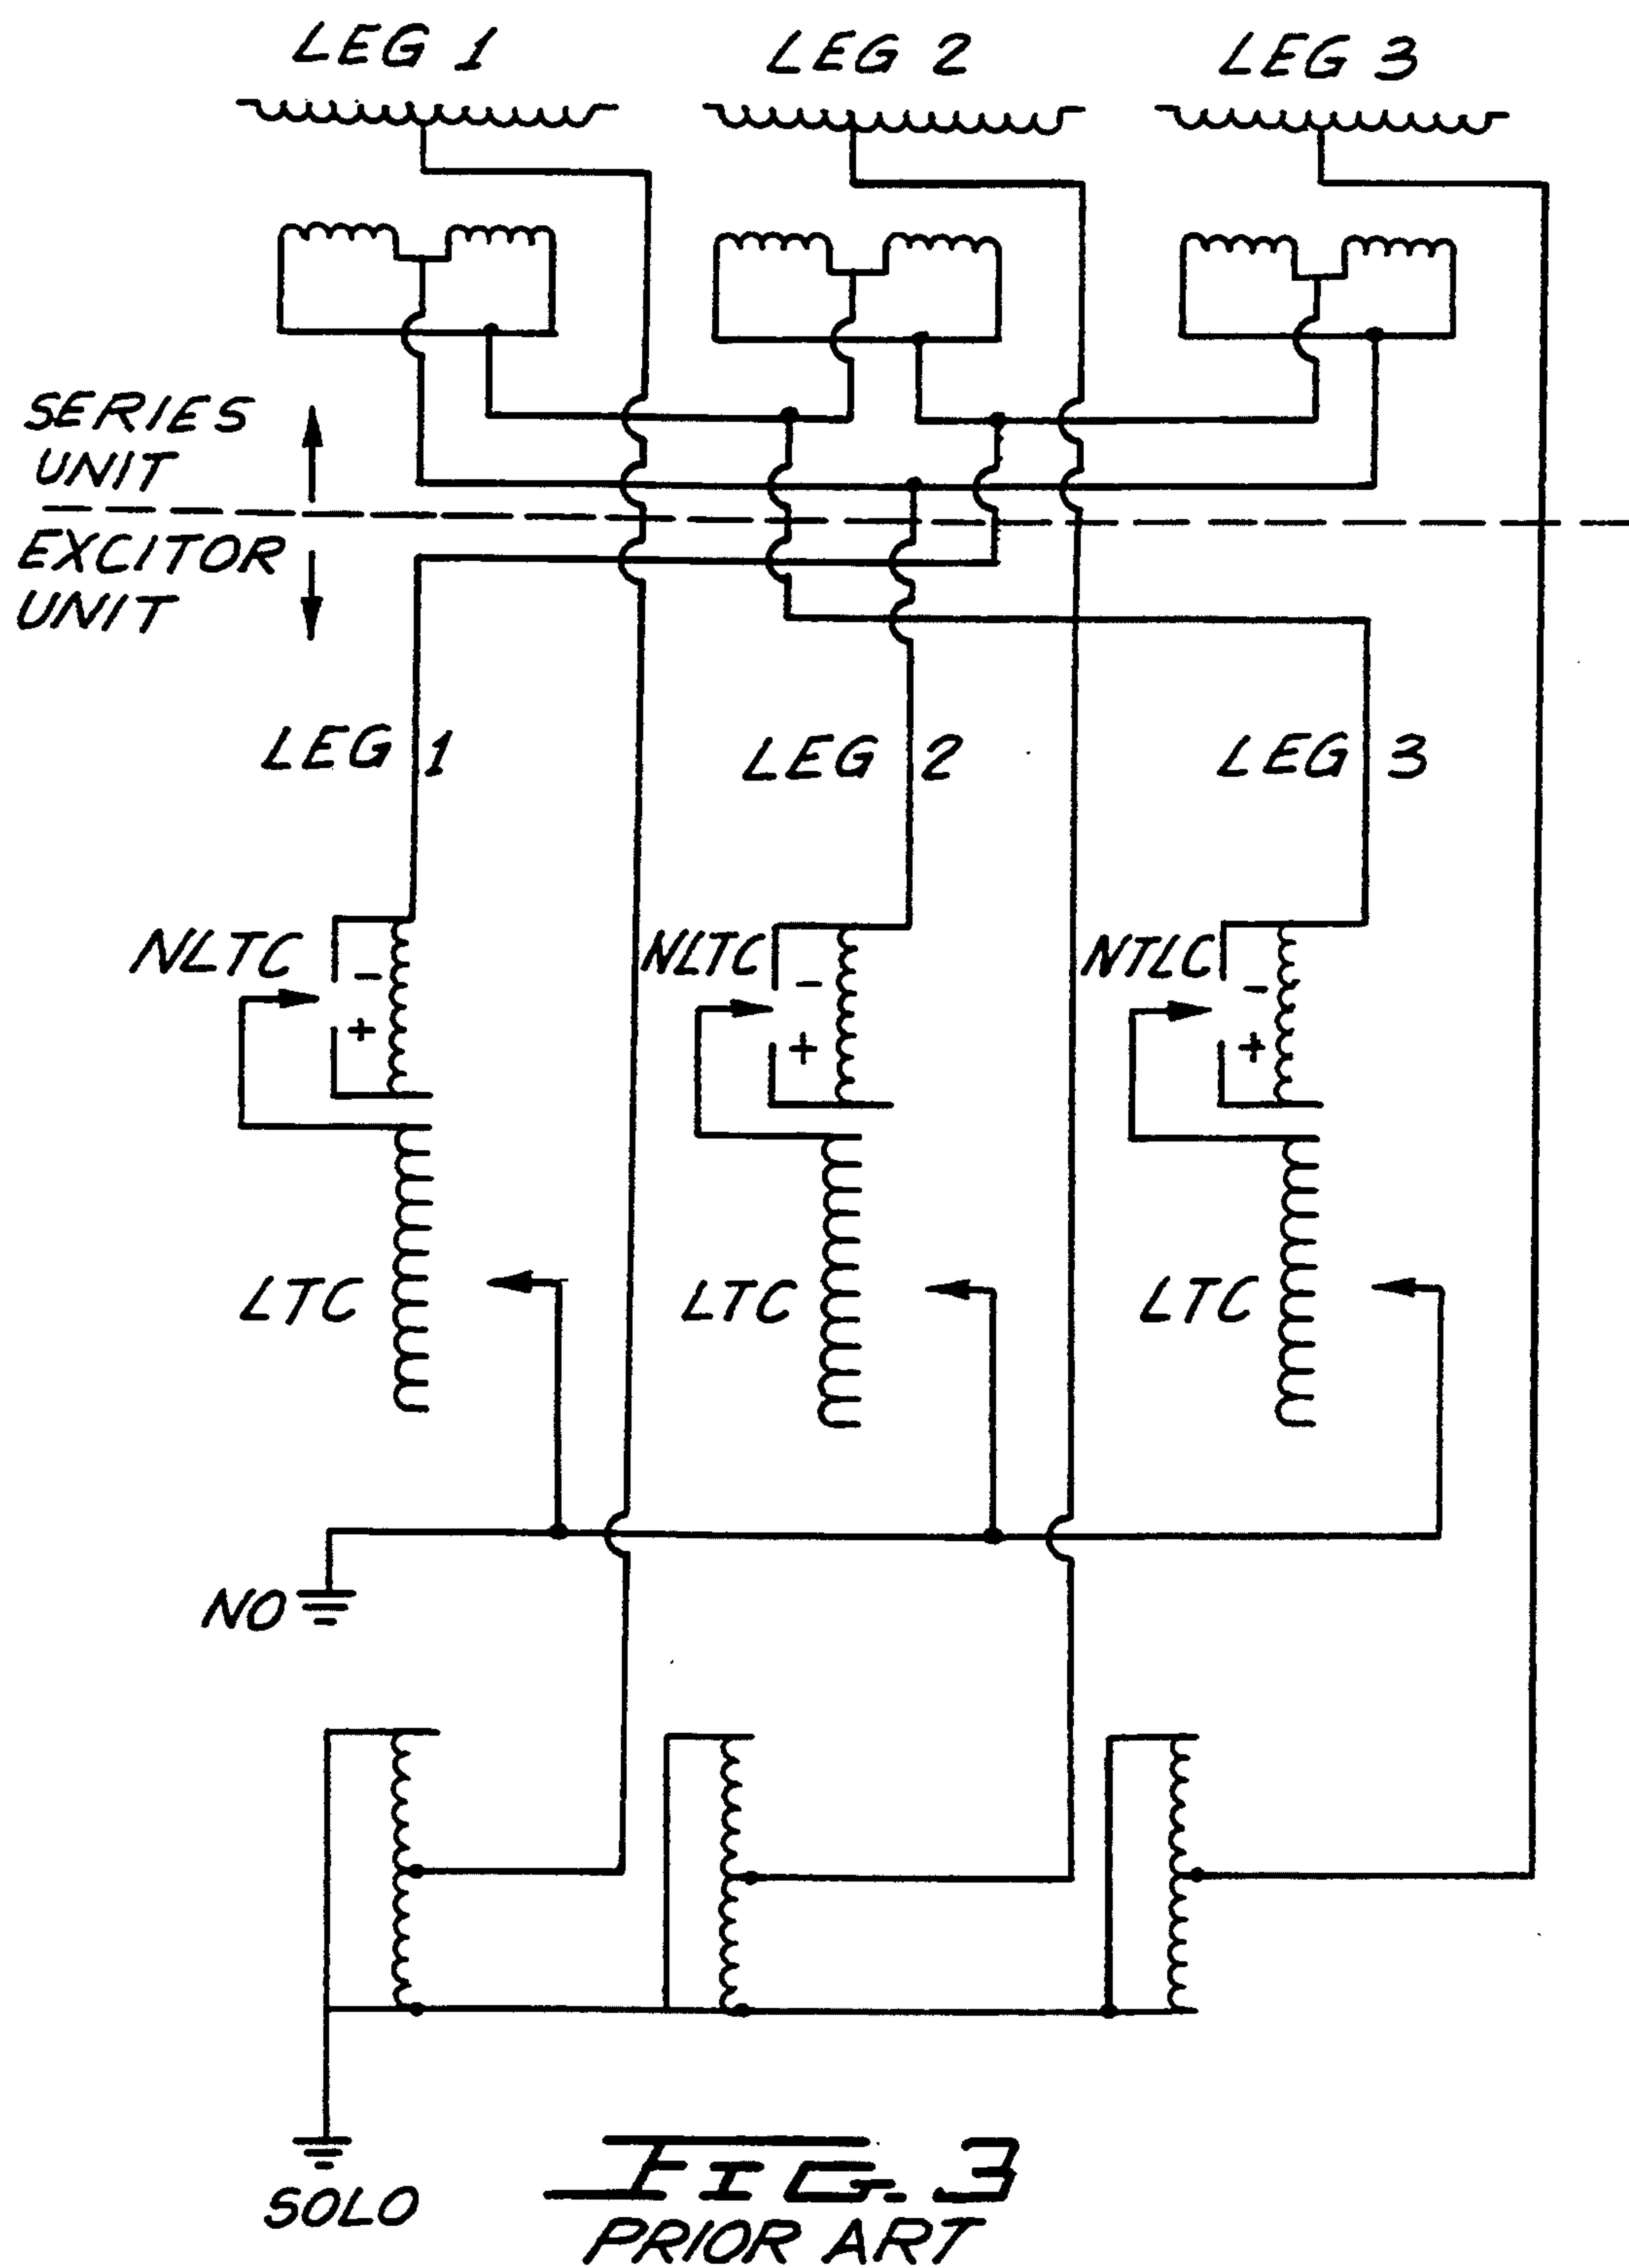 LEG 1
LEG 2
LEG 3
SERIES
UNIT
EXCITOR
UNIT
LEG 1
LEG 2
LEG 3
NLTC
-
+
NLTC
-
+
NTLC
-
+
LTC
LTC
LTC
NO
SOLO
FIG. 3
PRIOR ART